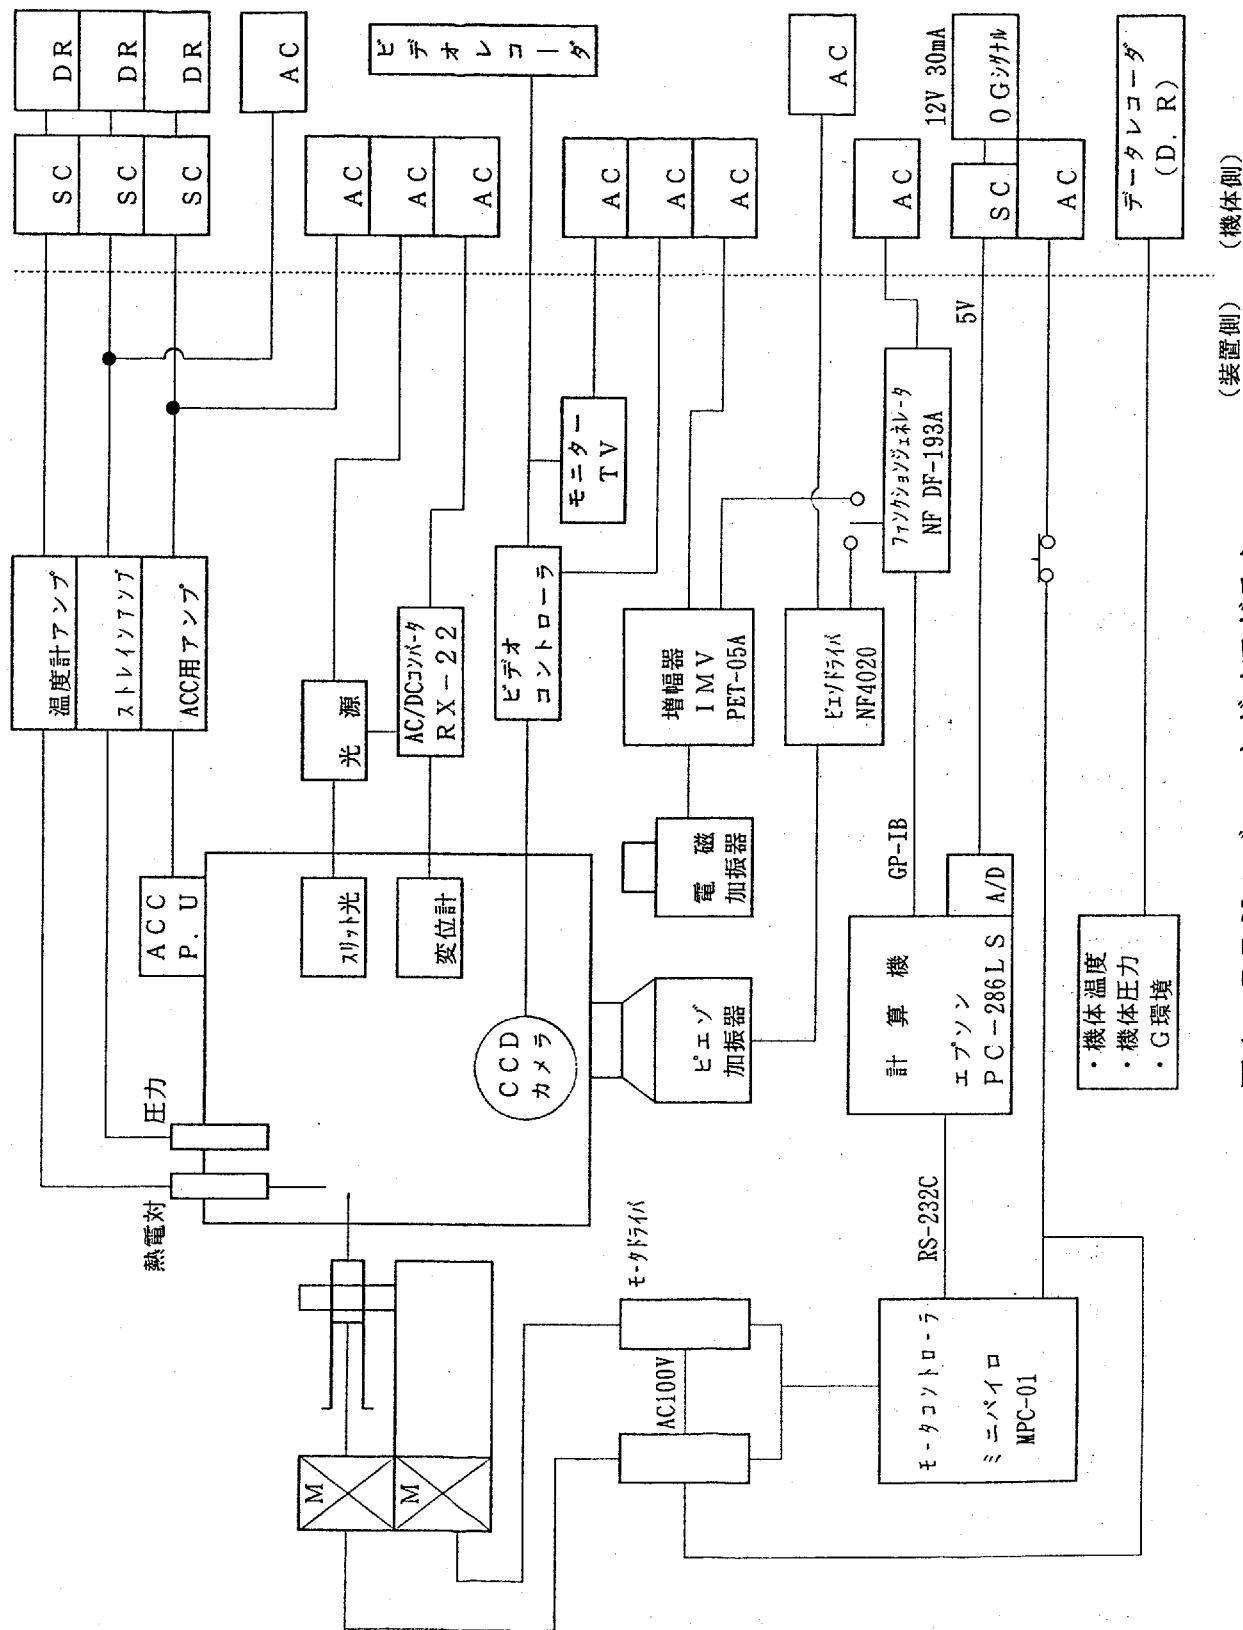 DR
DR
DR
AC
ビデオレコーダ
AC
12V 30mA
0Gシグナル
データレコーダ
(D. R)
(機体側)
SC
SC
SC
AC
AC
AC
AC
AC
AC
AC
SC
AC
(装置側)
5V
温度計アンプ
ストレインアンプ
ACC用アンプ
光源
AC/DCコンバータ
RX-22
モニター
TV
ビデオ
コントローラ
増幅器
IMV
PET-05A
ピエゾドライバ
NF4020
ファンクションジェネレータ
NF DF-193A
GP-IB
ACC
P. U
スリット光
変位計
CCD
カメラ
電磁
加振器
ピエゾ
加振器
計算機
エプソン
PC-286LS
A/D
・機体温度
・機体圧力
・G環境
圧力
熱電対
RS-232C
モータドライバ
AC100V
M
M
モータコントローラ
ミニパイロ
MPC-01